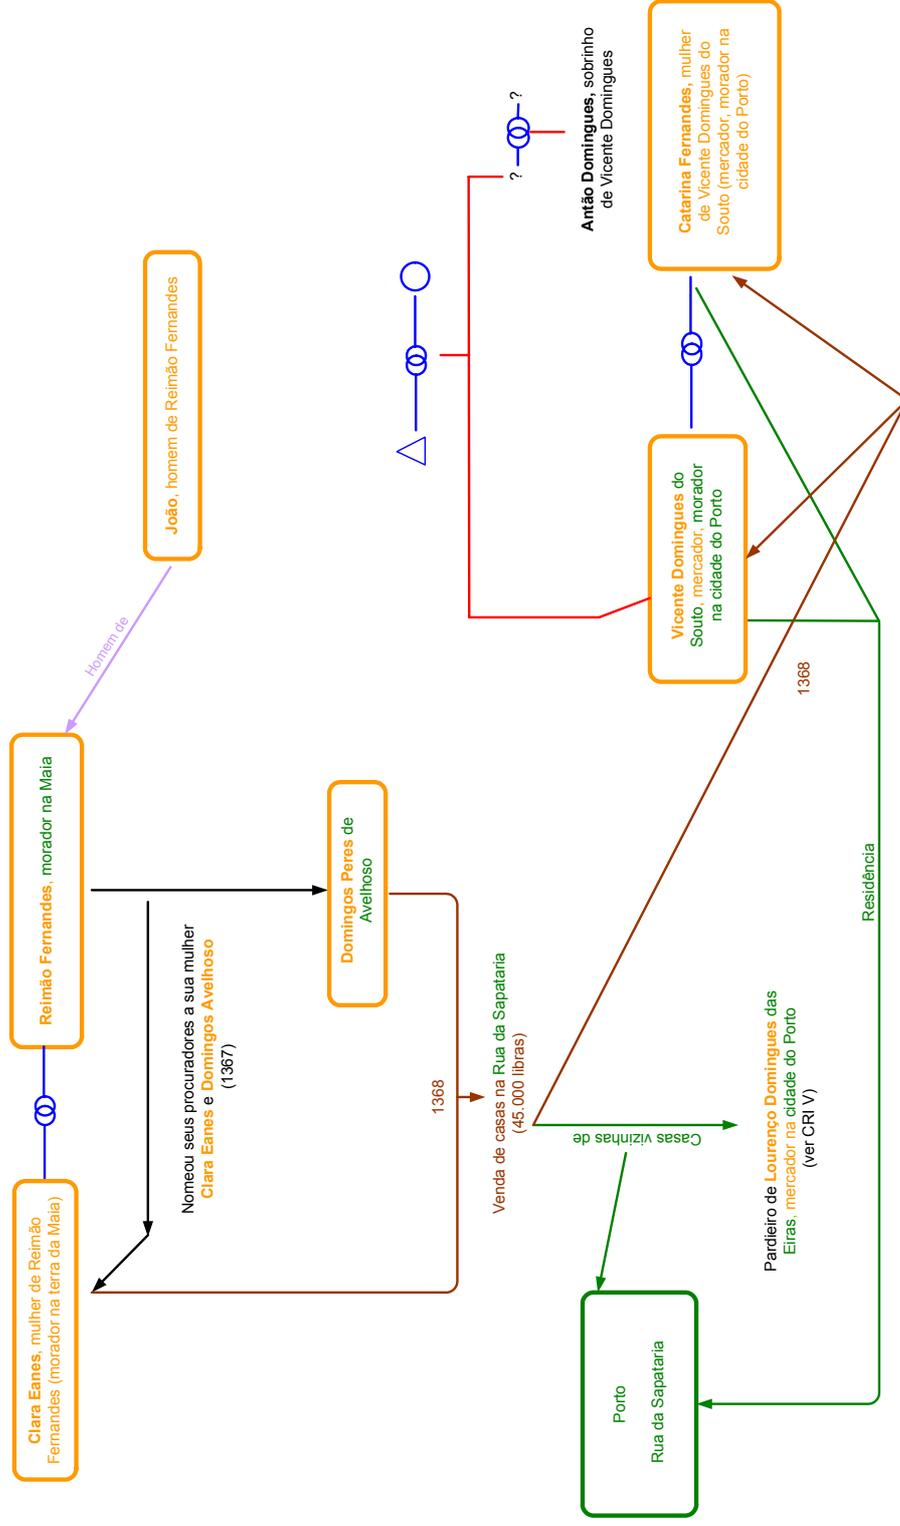 Clara Eanes, mulher de Reimão
Fernandes (morador na terra da Maia)
Reimão Fernandes, morador na Maia
Homem de
João, homem de Reimão Fernandes
Nomeou seus procuradores a sua mulher
Clara Eanes e Domingos Avelhoso
(1367)
Domingos Peres de
Avelhoso
1368
Venda de casas na Rua da Sapataria
(45.000 libras)
?
?
Antão Domingues, sobrinho
de Vicente Domingues
Vicente Domingues do
Souto, mercador, morador
na cidade do Porto
Catarina Fernandes, mulher
de Vicente Domingues do
Souto (mercador, morador na
cidade do Porto)
1368
Casas vizinhas de
Porto
Rua da Sapataria
Pardieiro de Lourenço Domingues das
Eiras, mercador na cidade do Porto
(ver CRI V)
Residência